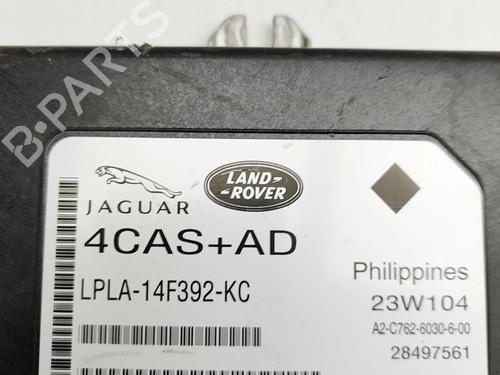 B-PARTS
JAGUAR
LAND-
ROVER
4CAS+AD
LPLA-14F392-KC
Philippines
23W104
A2-C762-6030-6-00
28497561